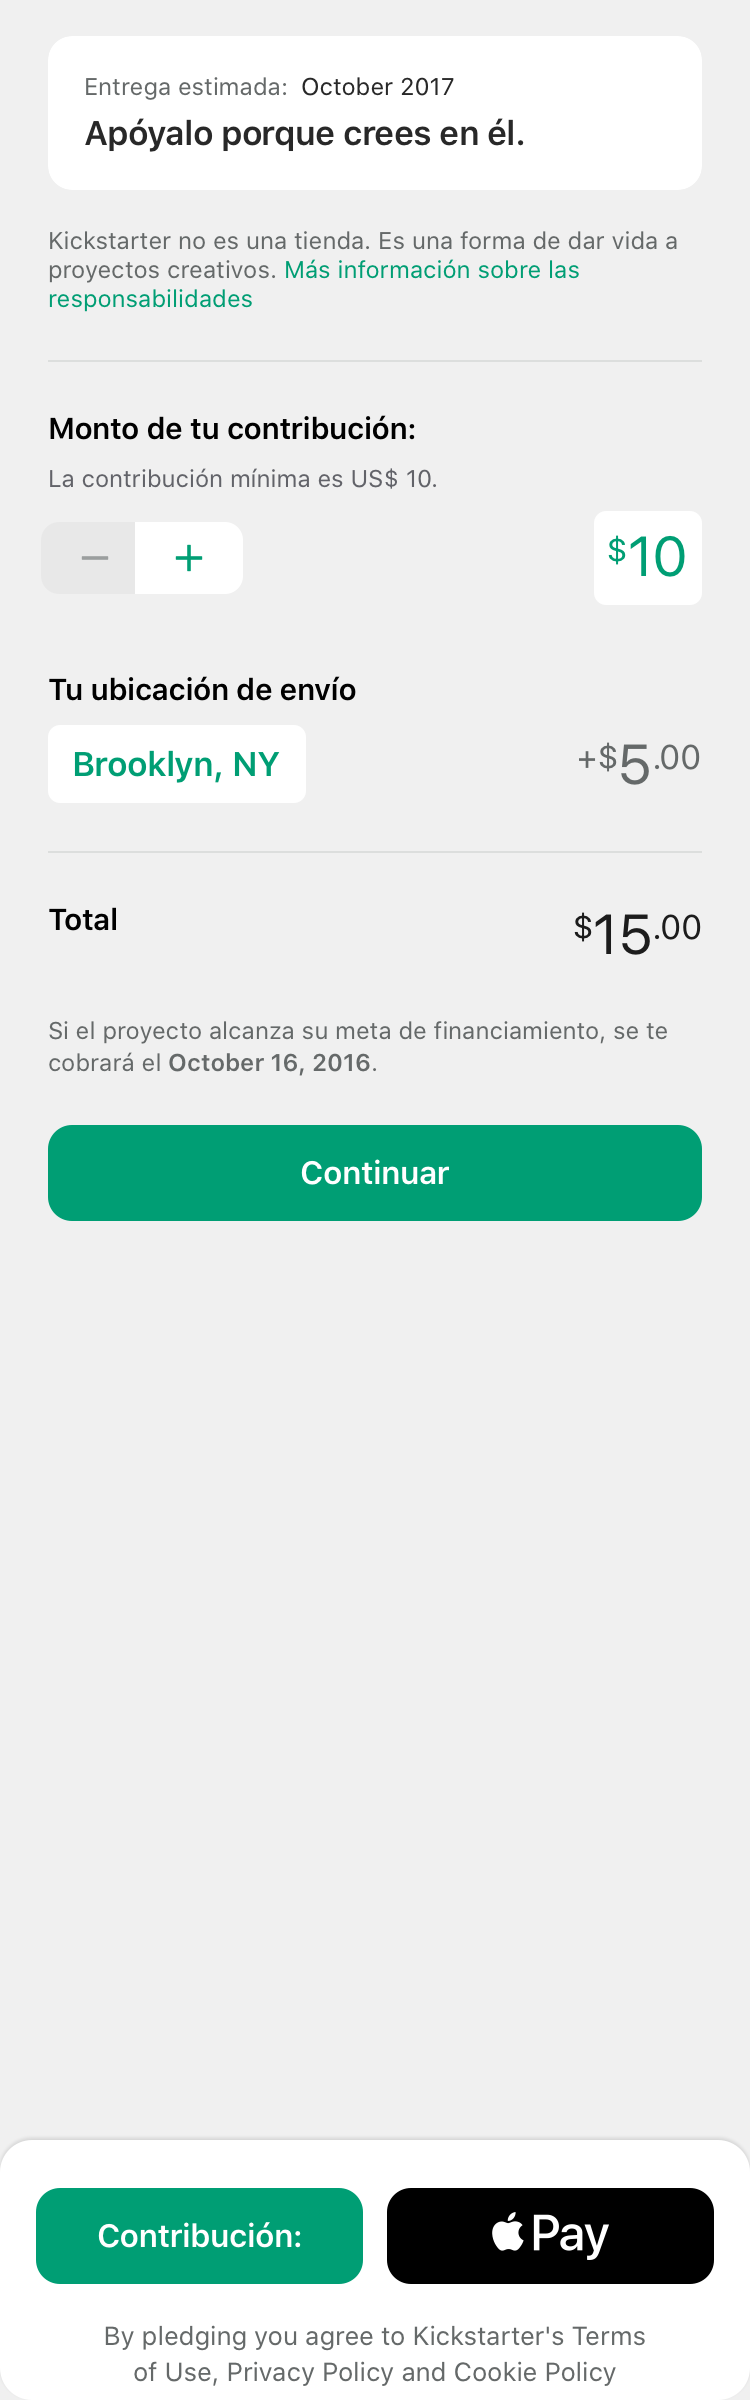 Entrega estimada: October 2017
Apóyalo porque crees en él.
Kickstarter no es una tienda. Es una forma de dar vida a
proyectos creativos. Más información sobre las
responsabilidades
Monto de tu contribución:
La contribución mínima es US$ 10.
− +
$10
Tu ubicación de envío
Brooklyn, NY
+$5.00
Total
$15.00
Si el proyecto alcanza su meta de financiamiento, se te
cobrará el October 16, 2016.
Continuar
Contribución:
Pay
By pledging you agree to Kickstarter's Terms
of Use, Privacy Policy and Cookie Policy